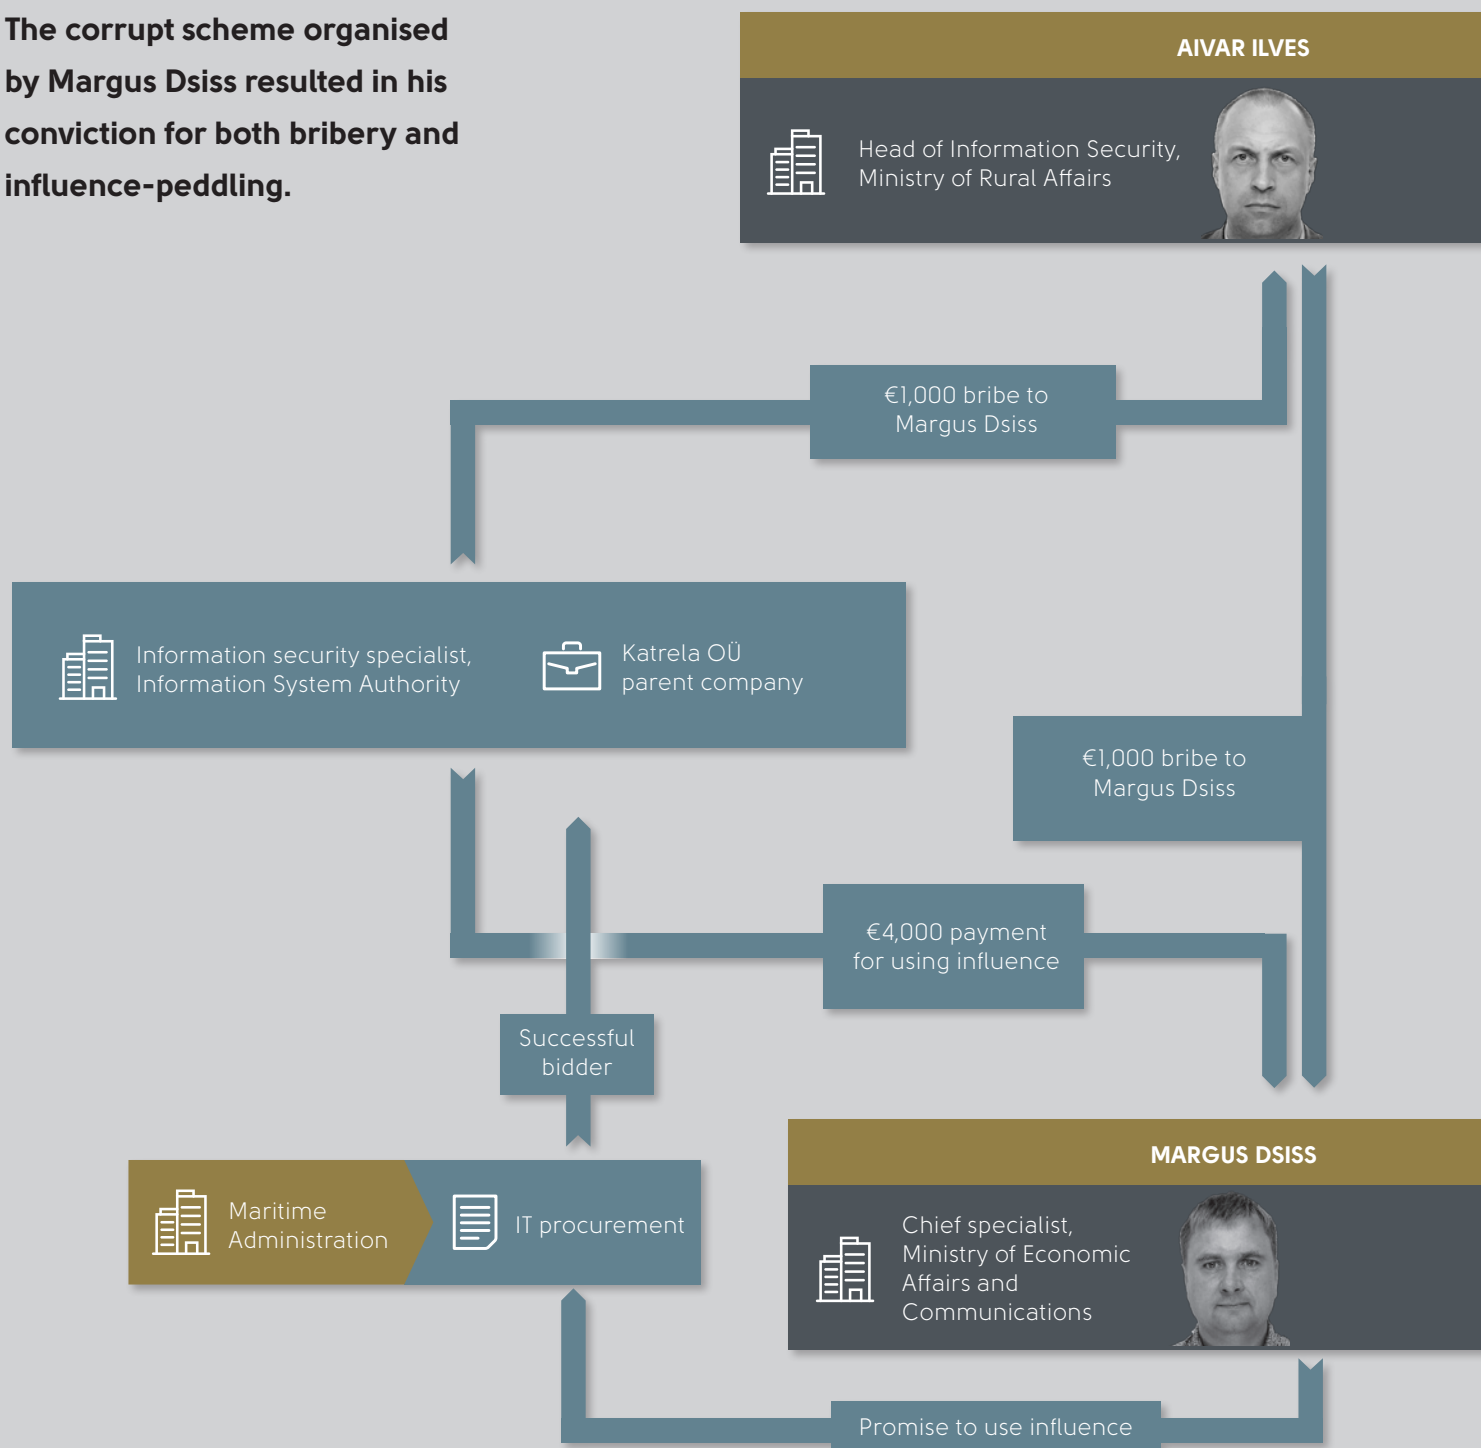 The corrupt scheme organised
by Margus Dsiss resulted in his
conviction for both bribery and
influence-peddling.
AIVAR ILVES
Head of Information Security,
Ministry of Rural Affairs
€1,000 bribe to
Margus Dsiss
Information security specialist,
Information System Authority
Katrela OÜ
parent company
€1,000 bribe to
Margus Dsiss
€4,000 payment
for using influence
Successful
bidder
Maritime
Administration
IT procurement
MARGUS DSISS
Chief specialist,
Ministry of Economic
Affairs and
Communications
Promise to use influence